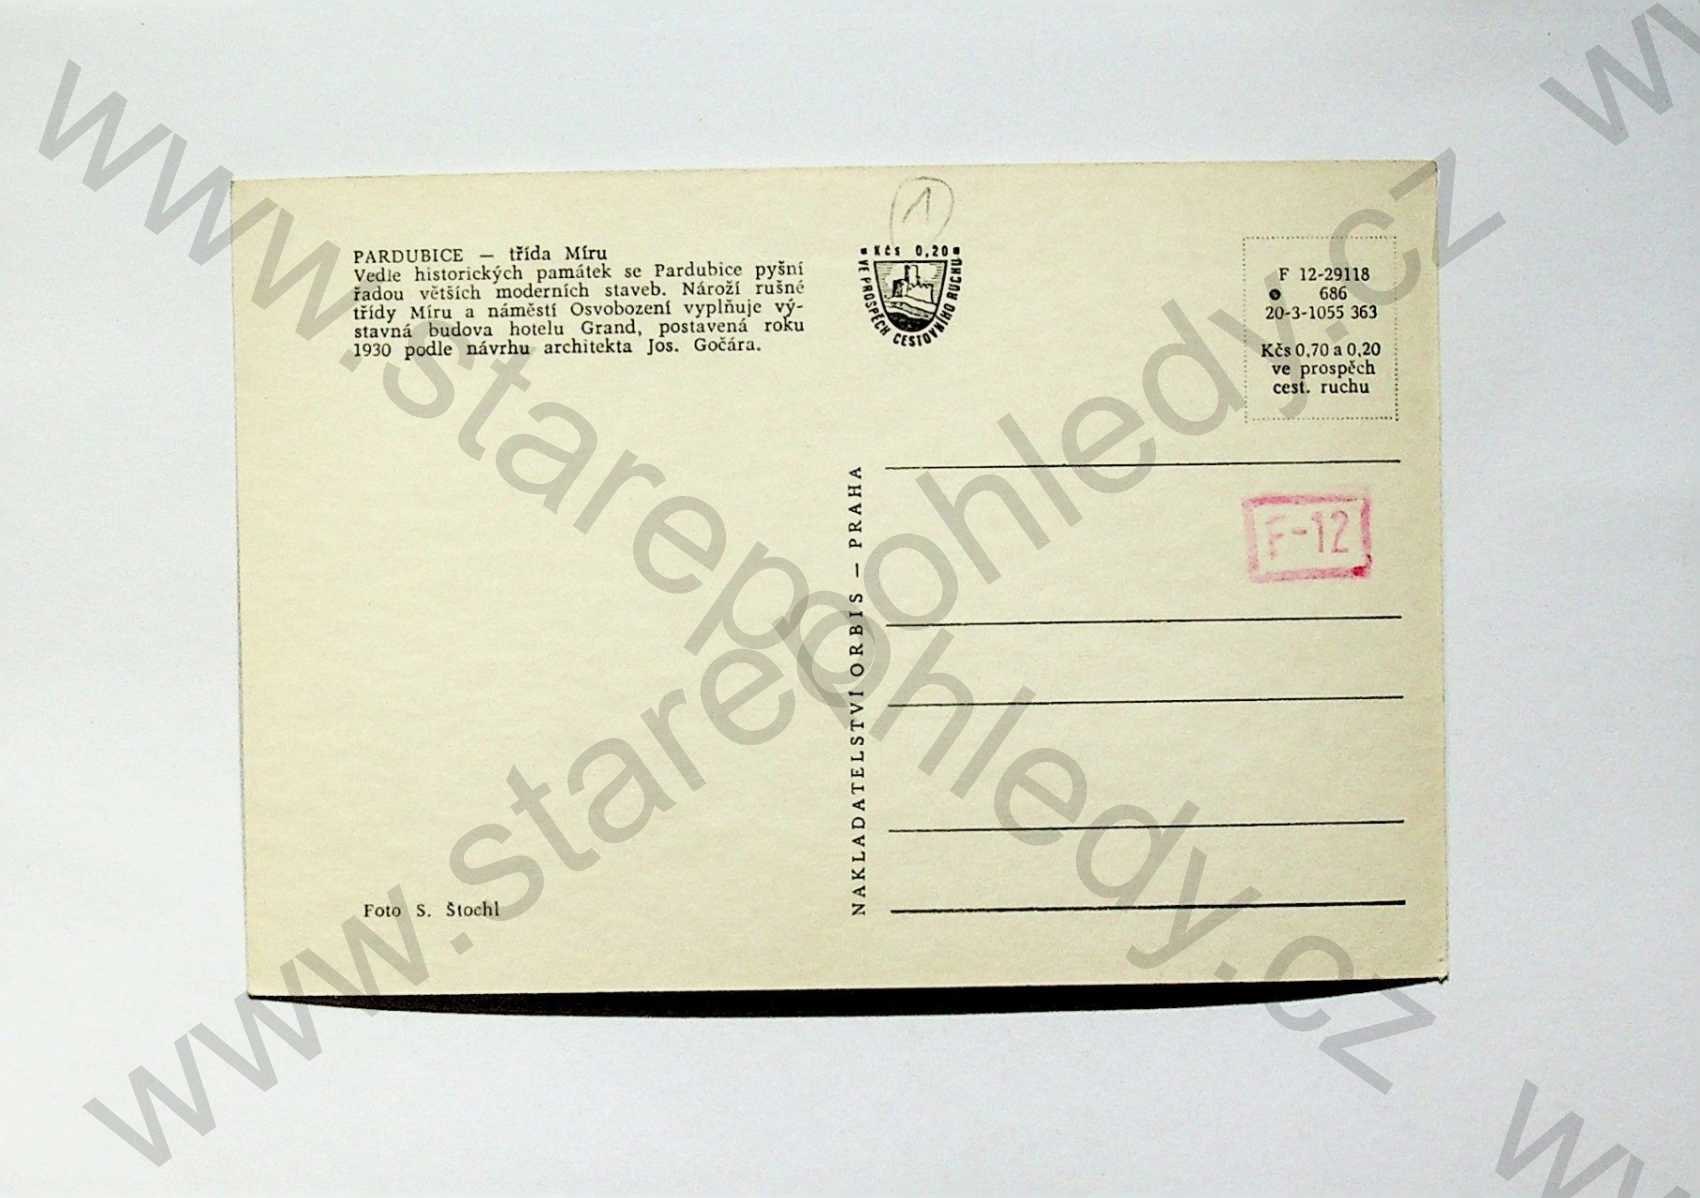 1
PARDUBICE — třída Míru
Vedle historických památek se Pardubice pyšní
řadou větších moderních staveb. Nároží rušné
třídy Míru a náměstí Osvobození vyplňuje vý-
stavná budova hotelu Grand, postavená roku
1930 podle návrhu architekta Jos. Gočára.
Kčs 0,20
VE PROSPĚCH CESTOVNÍHO RUCHU
F 12-29118
686
20-3-1055 363
Kčs 0,70 a 0,20
ve prospěch
cest. ruchu
F-12
NAKLADATELSTVÍ ORBIS — PRAHA
Foto S. Štochl
www.starepohledy.cz
www.starepohledy.cz
w
ww